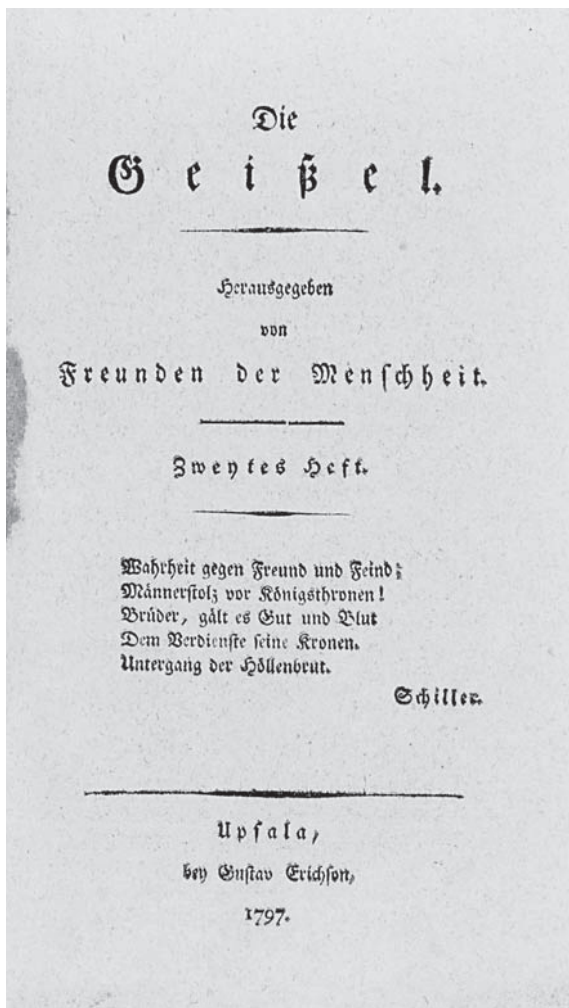 Die
Geißel.
Herausgegeben
von
Freunden der Menschheit.
Zweytes Heft.
Wahrheit gegen Freund und Feind;
Männerstolz vor Königsthronen!
Brüder, gält es Gut und Blut
Dem Verdienste seine Kronen.
Untergang der Höllenbrut.
Schiller.
Upsala,
bey Gustav Erichson,
1797.